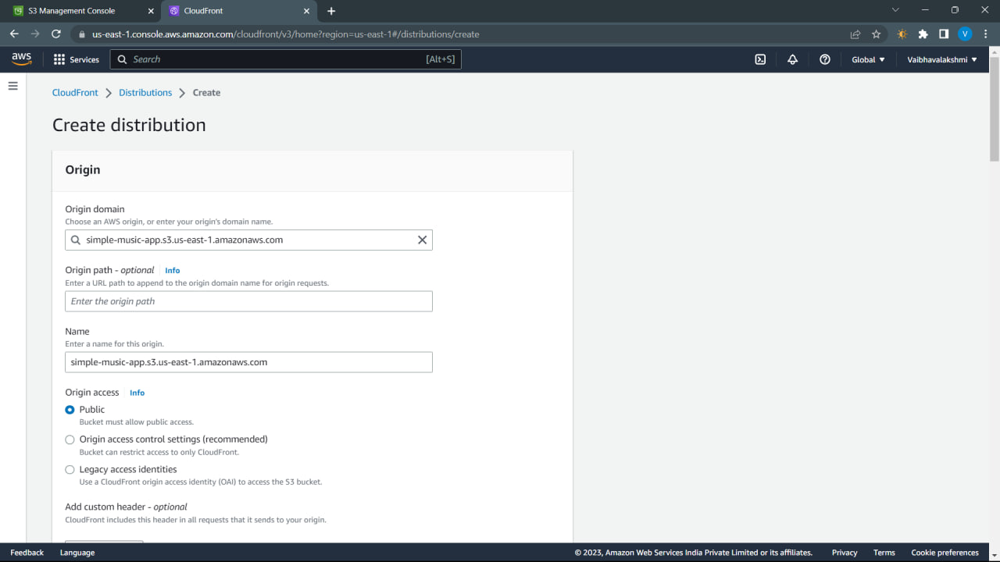 S3 Management Console
CloudFront
us-east-1.console.aws.amazon.com/cloudfront/v3/home?region=us-east-1#/distributions/create
V
aws
Services
Search
[Alt+S]
Global
Vaibhavalakshmi
CloudFront
Distributions
Create
Create distribution
Origin
Origin domain
Choose an AWS origin, or enter your origin's domain name.
simple-music-app.s3.us-east-1.amazonaws.com
Origin path - optional Info
Enter a URL path to append to the origin domain name for origin requests.
Enter the origin path
Name
Enter a name for this origin.
simple-music-app.s3.us-east-1.amazonaws.com
Origin access Info
Public
Bucket must allow public access.
Origin access control settings (recommended)
Bucket can restrict access to only CloudFront.
Legacy access identities
Use a CloudFront origin access identity (OAI) to access the S3 bucket.
Add custom header - optional
CloudFront includes this header in all requests that it sends to your origin.
Feedback
Language
© 2023, Amazon Web Services India Private Limited or its affiliates.
Privacy
Terms
Cookie preferences